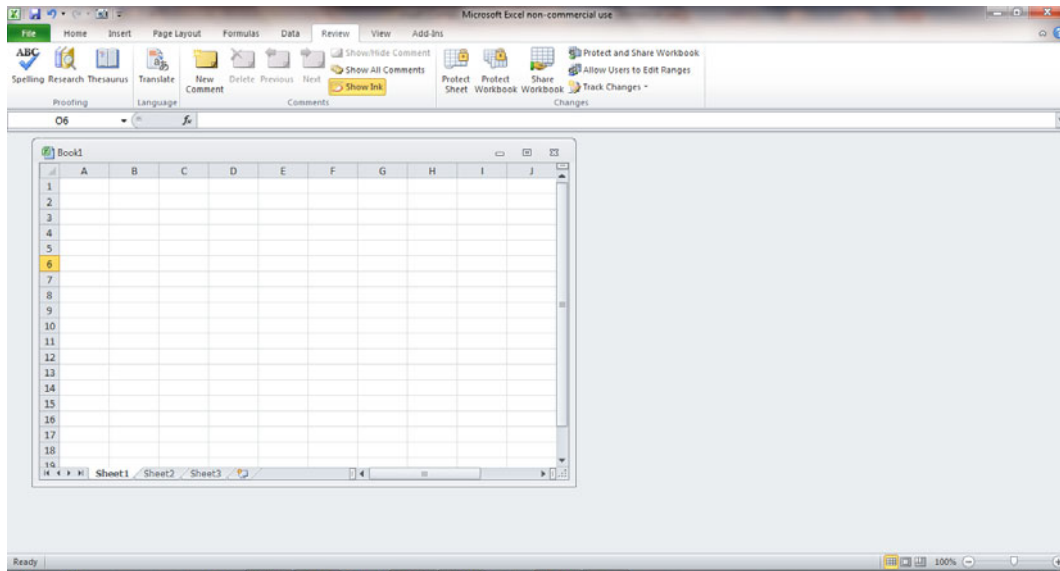 Microsoft Excel non-commercial use
File Home Insert Page Layout Formulas Data Review View Add-Ins
ABC
Spelling Research Thesaurus Translate New Comment Delete Previous Next Show/Hide Comment
Show All Comments
Show Ink
Protect Sheet Protect Workbook Share Workbook Protect and Share Workbook
Allow Users to Edit Ranges
Track Changes
Proofing Language Comments Changes
O6 fx
Book1
A B C D E F G H I J
1
2
3
4
5
6
7
8
9
10
11
12
13
14
15
16
17
18
19
Sheet1 Sheet2 Sheet3
Ready 100%